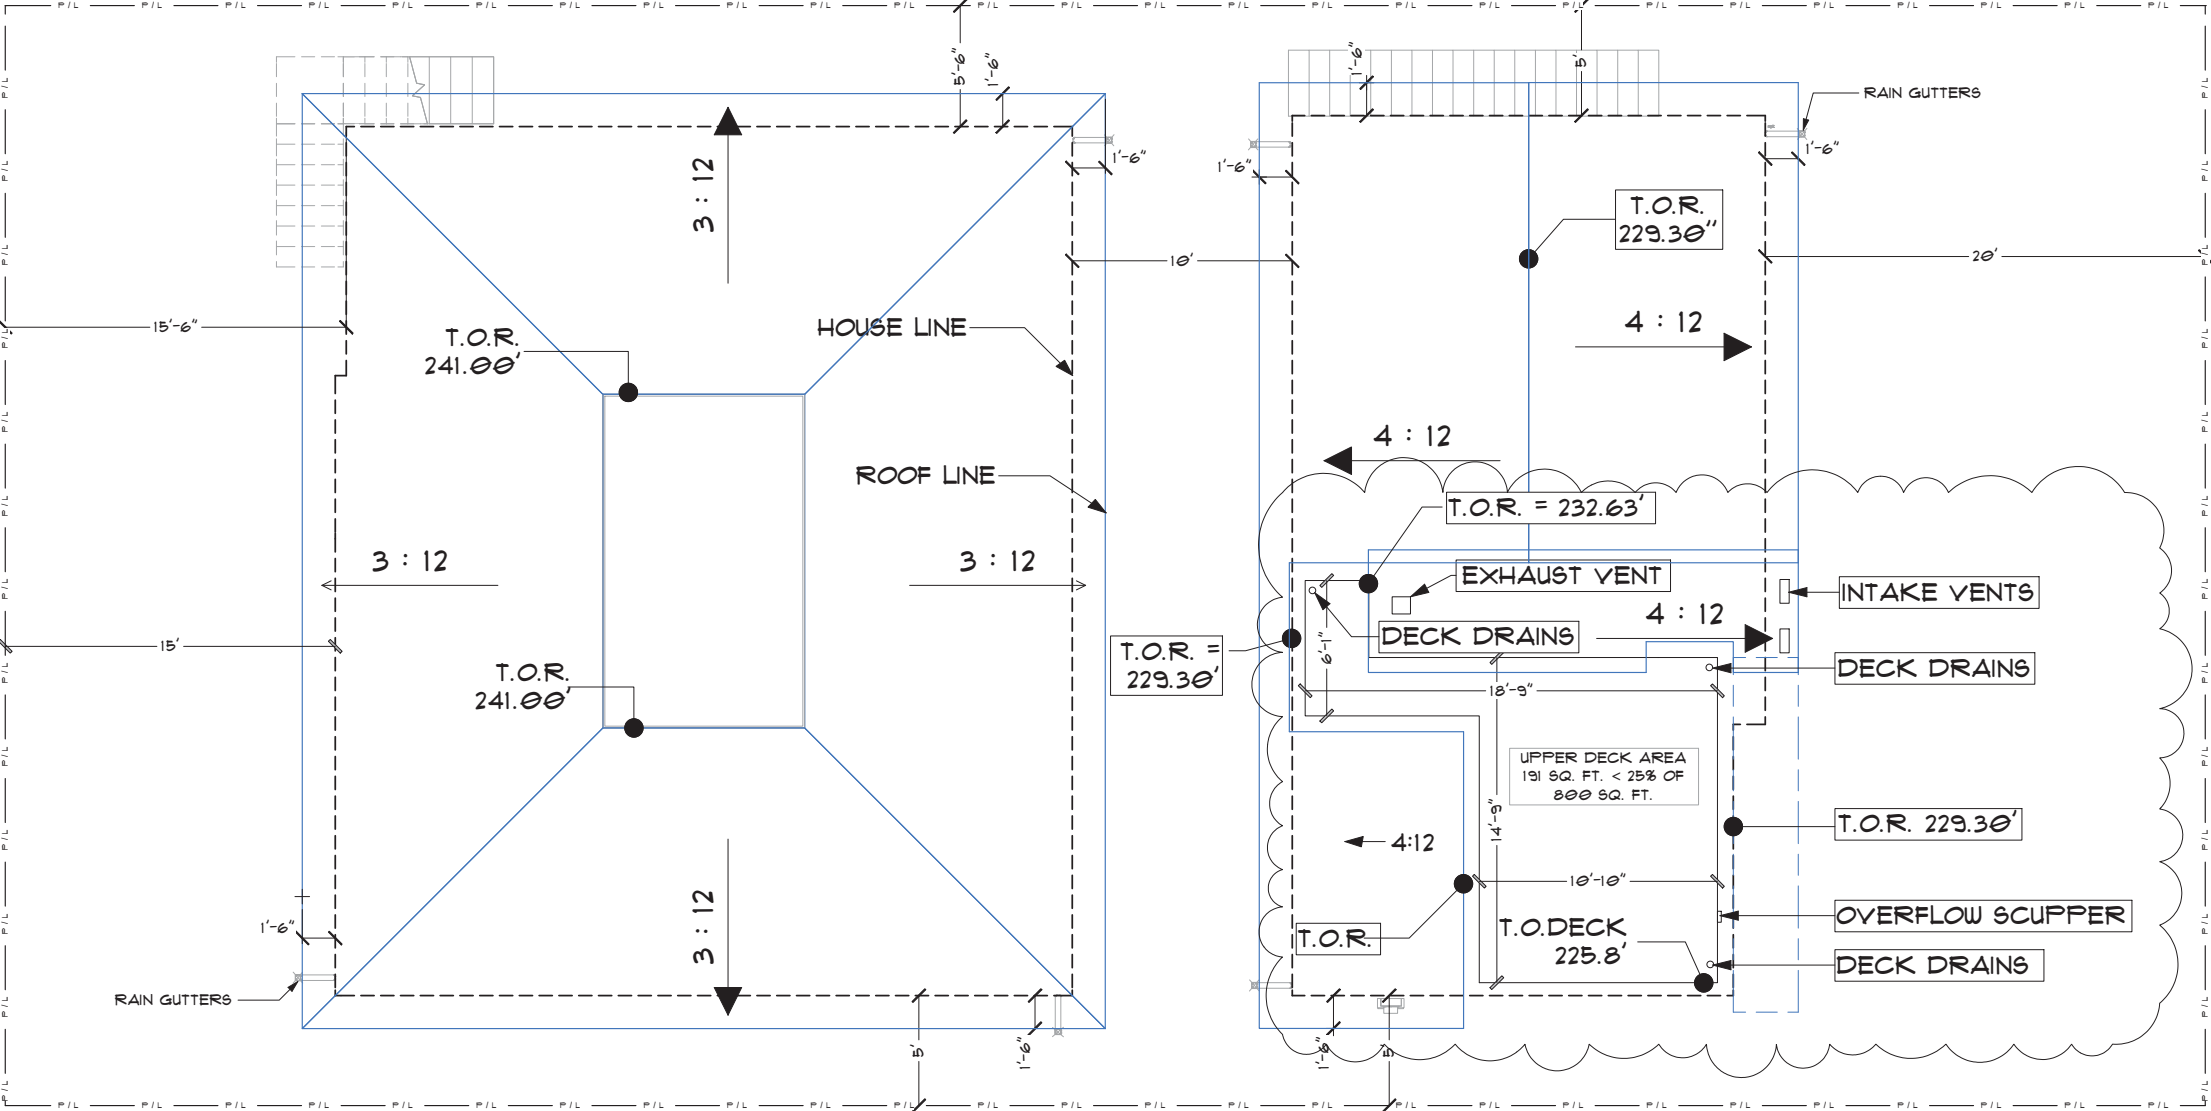 P/L P/L P/L P/L P/L P/L P/L P/L P/L P/L P/L P/L P/L P/L P/L P/L P/L P/L P/L P/L P/L P/L P/L P/L P/L P/L
5'-6"
1'-6"
1'-6"
5'
RAIN GUTTERS
1'-6"
1'-6"
1'-6"
3 : 12
T.O.R.
229.30"
10'
20'
15'-6"
HOUSE LINE
4 : 12
T.O.R.
241.00'
4 : 12
ROOF LINE
T.O.R. = 232.63'
3 : 12
3 : 12
EXHAUST VENT
INTAKE VENTS
4 : 12
DECK DRAINS
15'
T.O.R. =
229.30'
6'-1"
DECK DRAINS
T.O.R.
241.00'
18'-9"
UPPER DECK AREA
191 SQ. FT. < 25% OF
800 SQ. FT.
14'-9"
T.O.R. 229.30'
4:12
10'-10"
3 : 12
OVERFLOW SCUPPER
1'-6"
T.O.R.
T.O.DECK
225.8'
DECK DRAINS
RAIN GUTTERS
5'
1'-6"
1'-6"
5'
P/L P/L P/L P/L P/L P/L P/L P/L P/L P/L P/L P/L P/L P/L P/L P/L P/L P/L P/L P/L P/L P/L P/L P/L P/L P/L